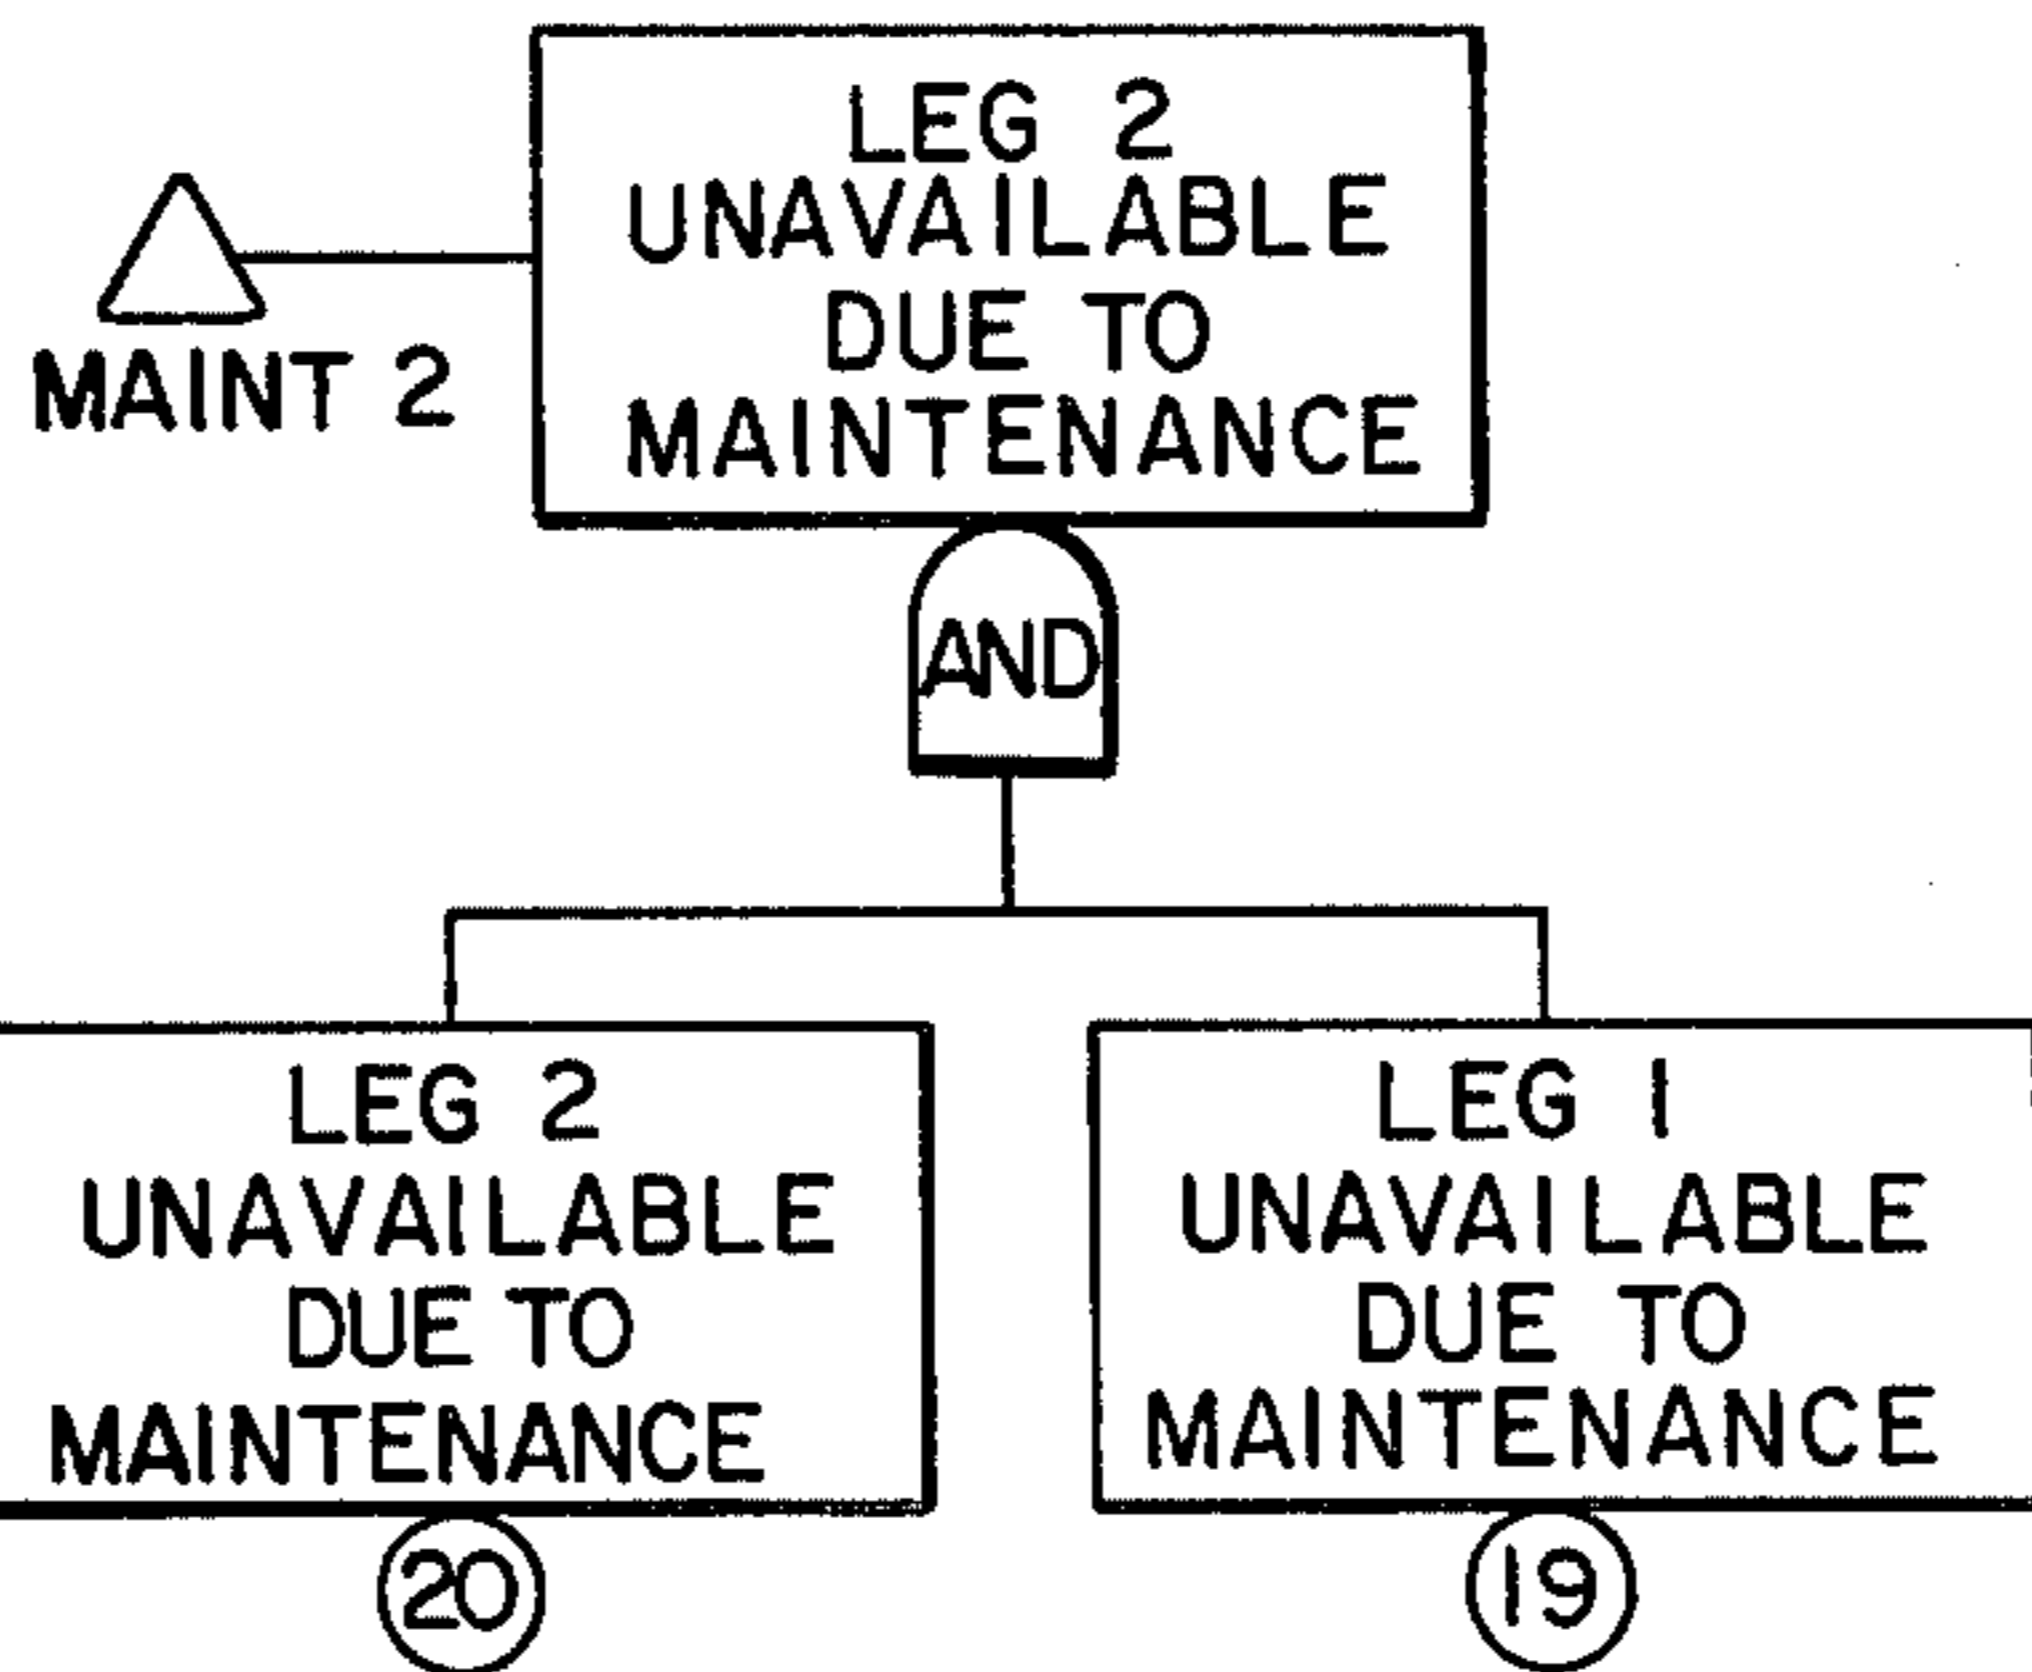 LEG 2
UNAVAILABLE
DUE TO
MAINTENANCE
MAINT 2
AND
LEG 2
UNAVAILABLE
DUE TO
MAINTENANCE
20
LEG 1
UNAVAILABLE
DUE TO
MAINTENANCE
19